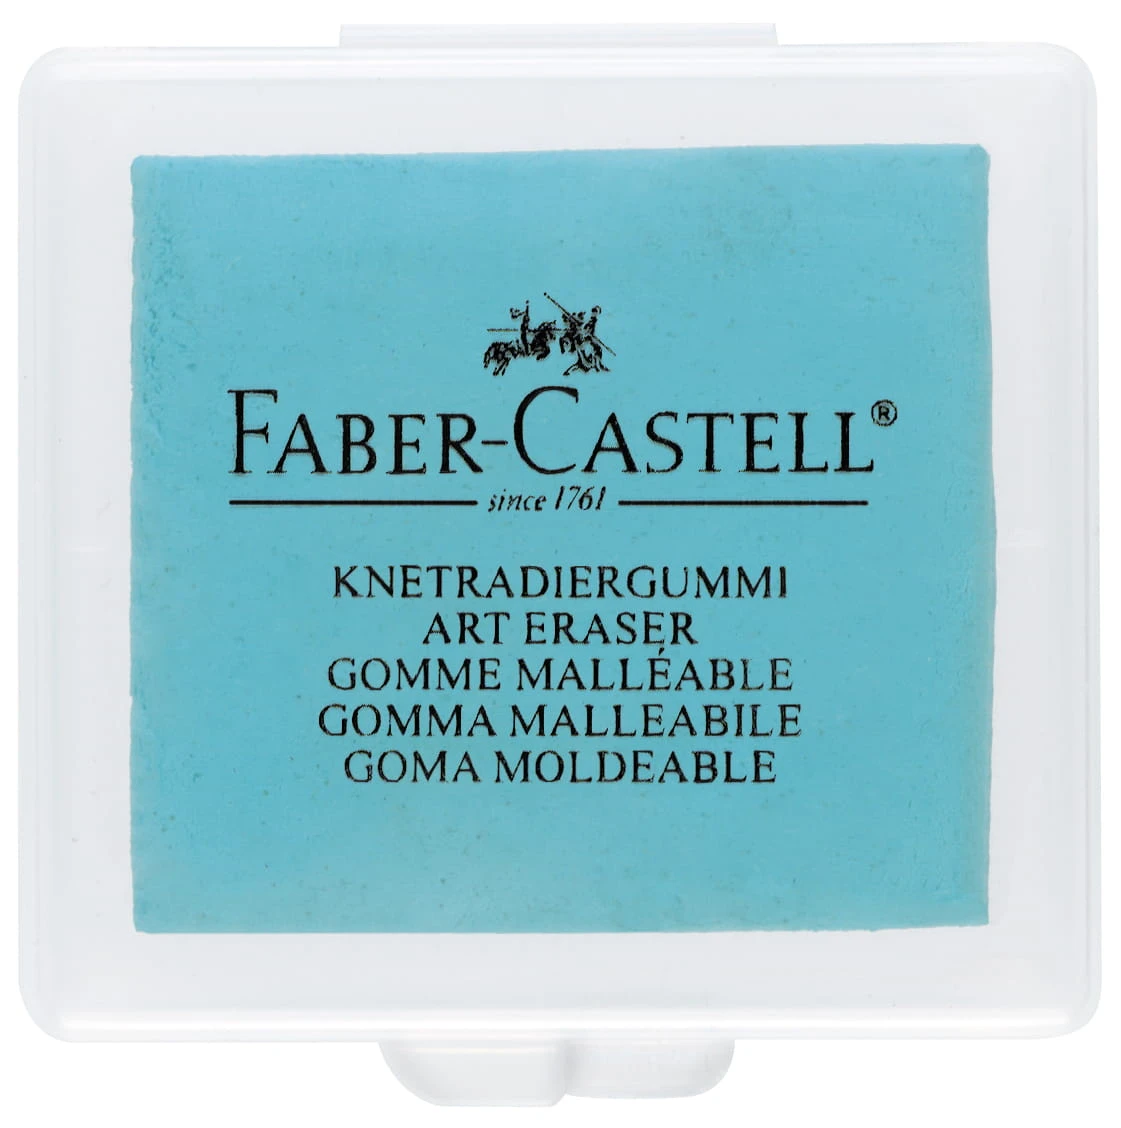 FABER-CASTELL®
since 1761
KNETRADIERGUMMI
ART ERASER
GOMME MALLÉABLE
GOMMA MALLEABILE
GOMA MOLDEABLE